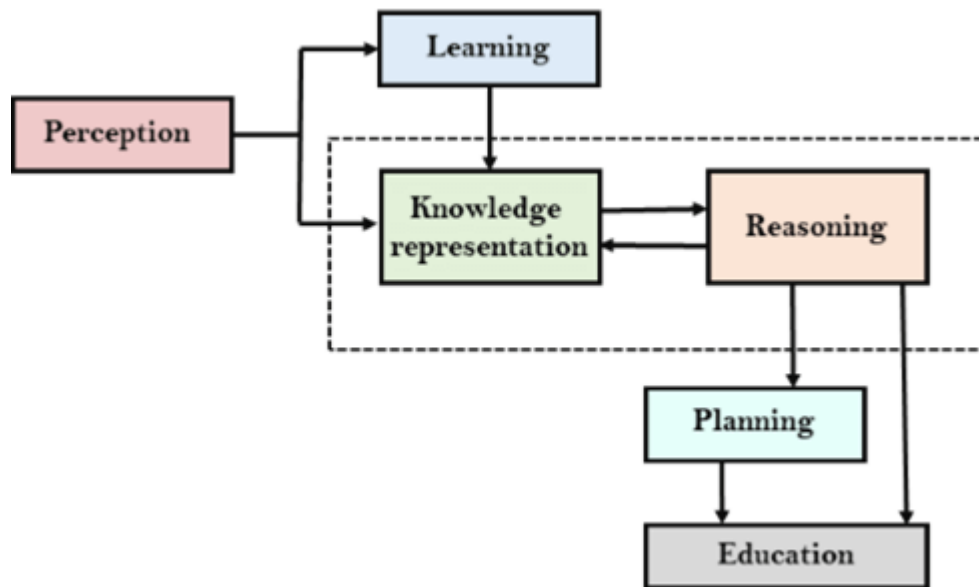 Learning
Perception
Knowledge
representation
Reasoning
Planning
Education